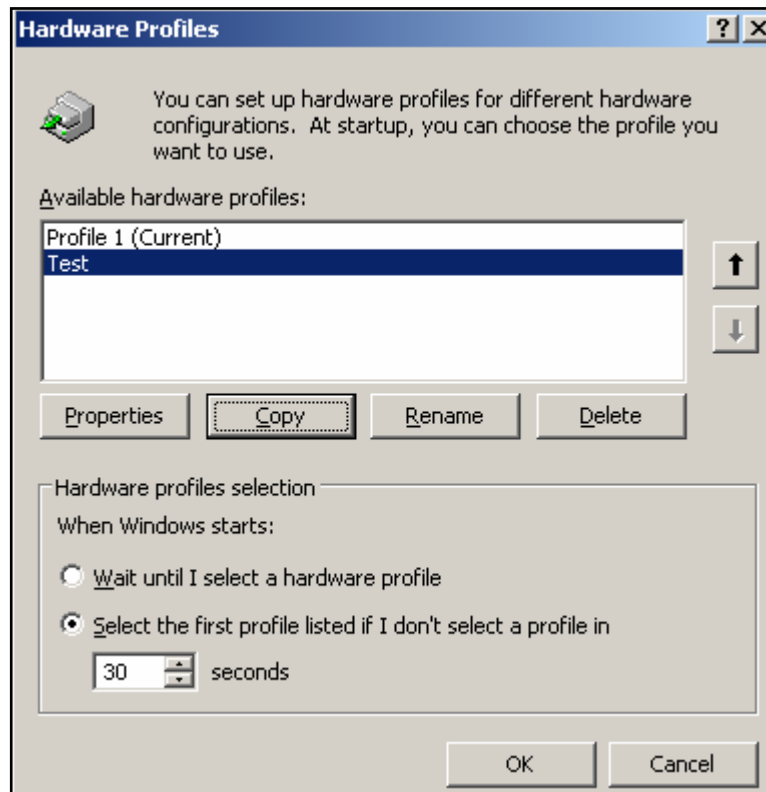 Hardware Profiles
You can set up hardware profiles for different hardware
configurations. At startup, you can choose the profile you
want to use.
Available hardware profiles:
Profile 1 (Current)
Test
Properties Copy Rename Delete
Hardware profiles selection
When Windows starts:
Wait until I select a hardware profile
Select the first profile listed if I don't select a profile in
30 seconds
OK Cancel